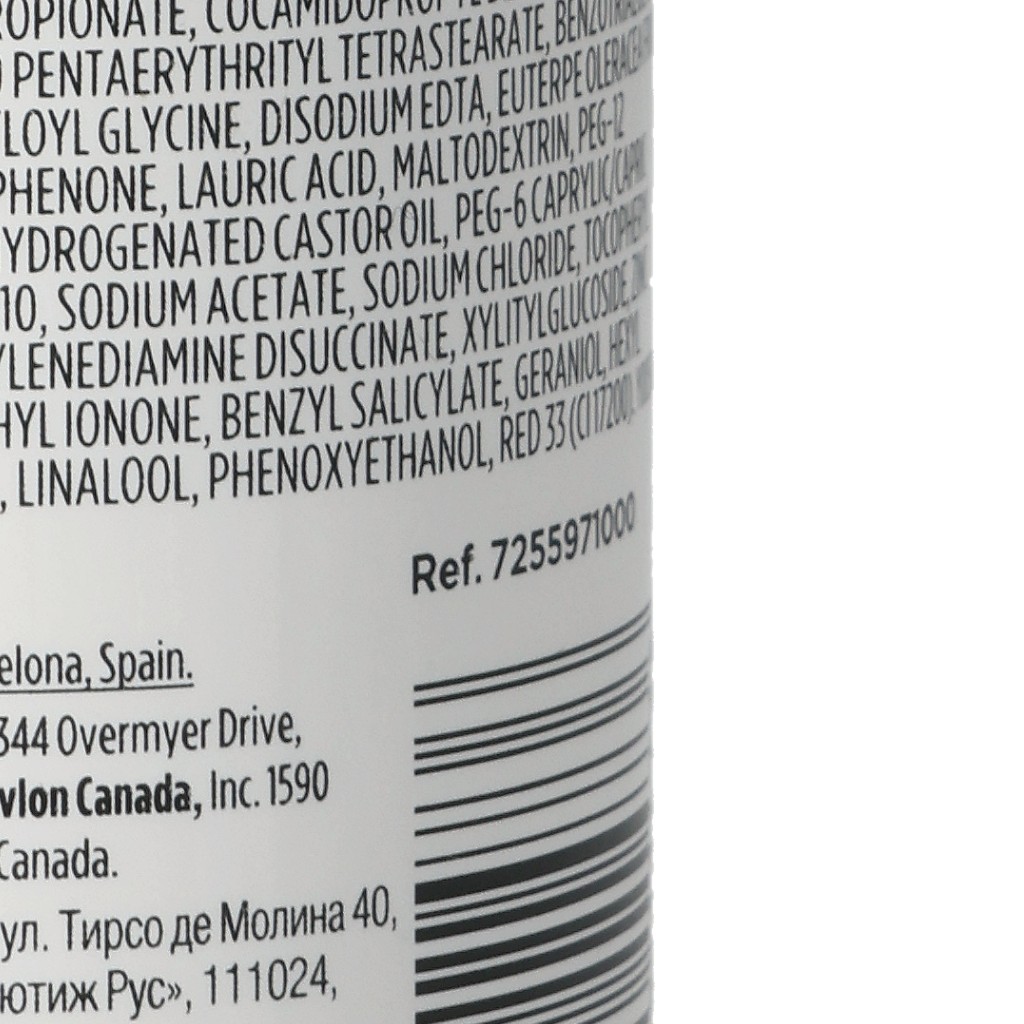 PENTAERYTHRITYL TETRASTEARATE,
LOYL GLYCINE, DISODIUM EDTA, EUTERPE OLERACEA
PHENONE, LAURIC ACID, MALTODEXTRIN, PEG-12
YDROGENATED CASTOR OIL, PEG-6 CAPRYLIC/CAPRIC
10, SODIUM ACETATE, SODIUM CHLORIDE,
YLENEDIAMINE DISUCCINATE, XYLITYLGLUCOSIDE,
HYL IONONE, BENZYL SALICYLATE, GERANIOL, HEXYL
, LINALOOL, PHENOXYETHANOL, RED 33 (CI 17200),
Ref. 7255971000
elona, Spain.
344 Overmyer Drive,
vlon Canada, Inc. 1590
Canada.
ул. Тирсо де Молина 40,
ютиж Рус», 111024,